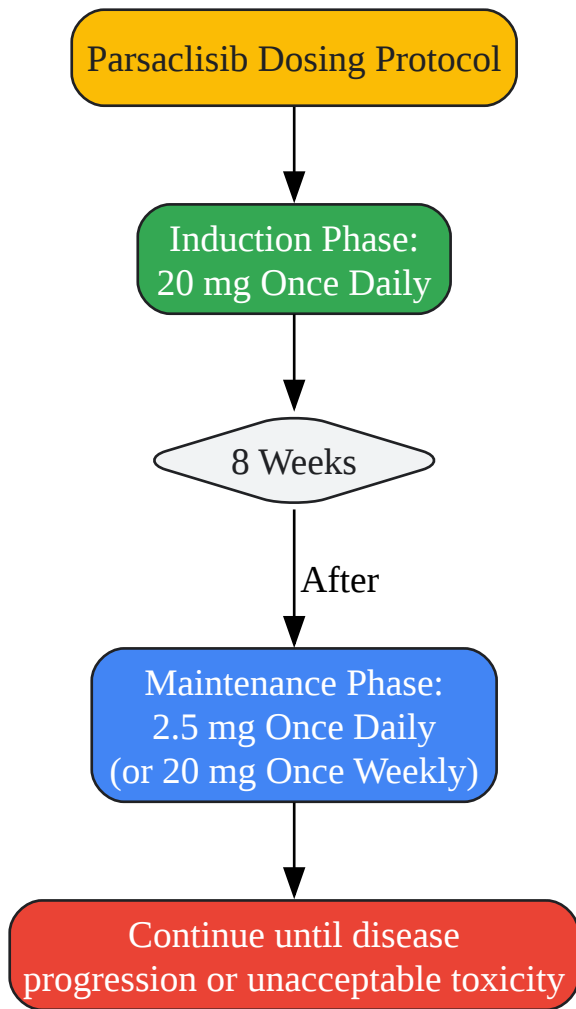 Parsaclisib Dosing Protocol
Induction Phase:
20 mg Once Daily
8 Weeks
After
Maintenance Phase:
2.5 mg Once Daily
(or 20 mg Once Weekly)
Continue until disease
progression or unacceptable toxicity